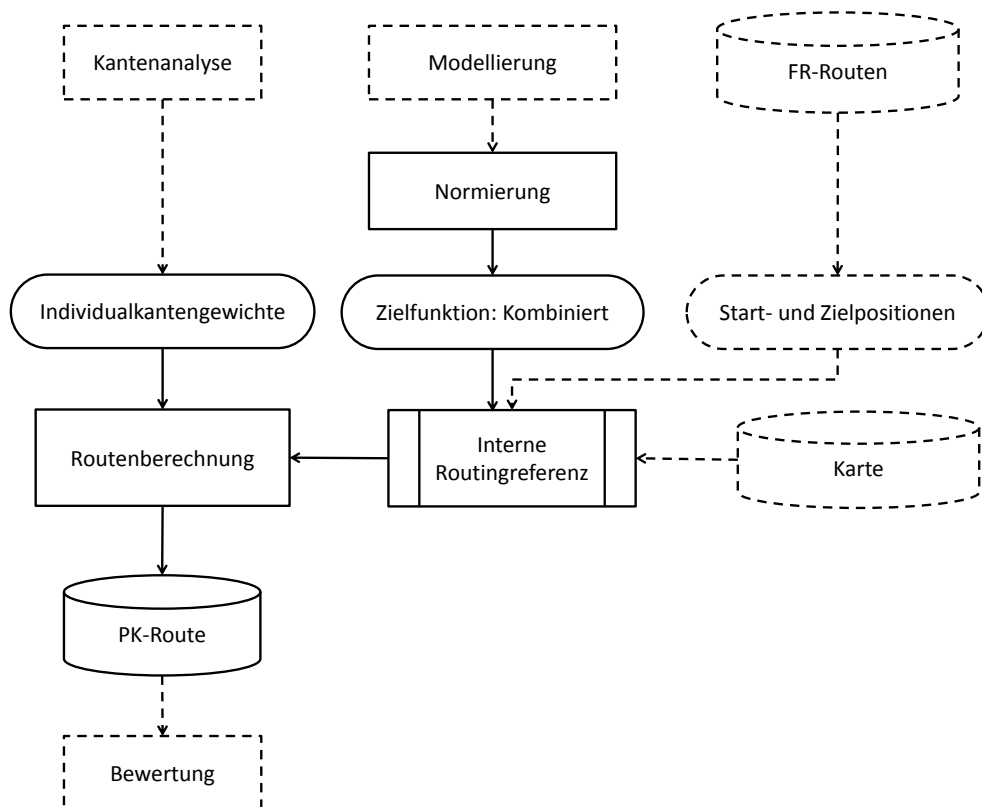 Kantenanalyse
Modellierung
FR-Routen
Normierung
Individualkantengewichte
Zielfunktion: Kombiniert
Start- und Zielpositionen
Routenberechnung
Interne
Routingreferenz
Karte
PK-Route
Bewertung